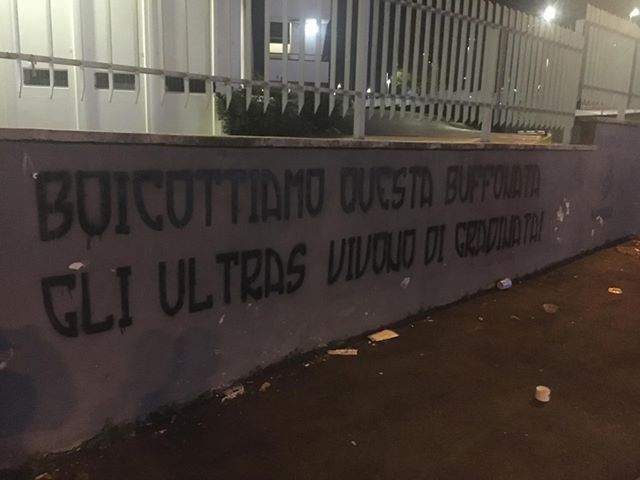 BOICOTTIAMO QUESTA BUFFONATA
GLI ULTRAS VIVONO DI GRADINATA!